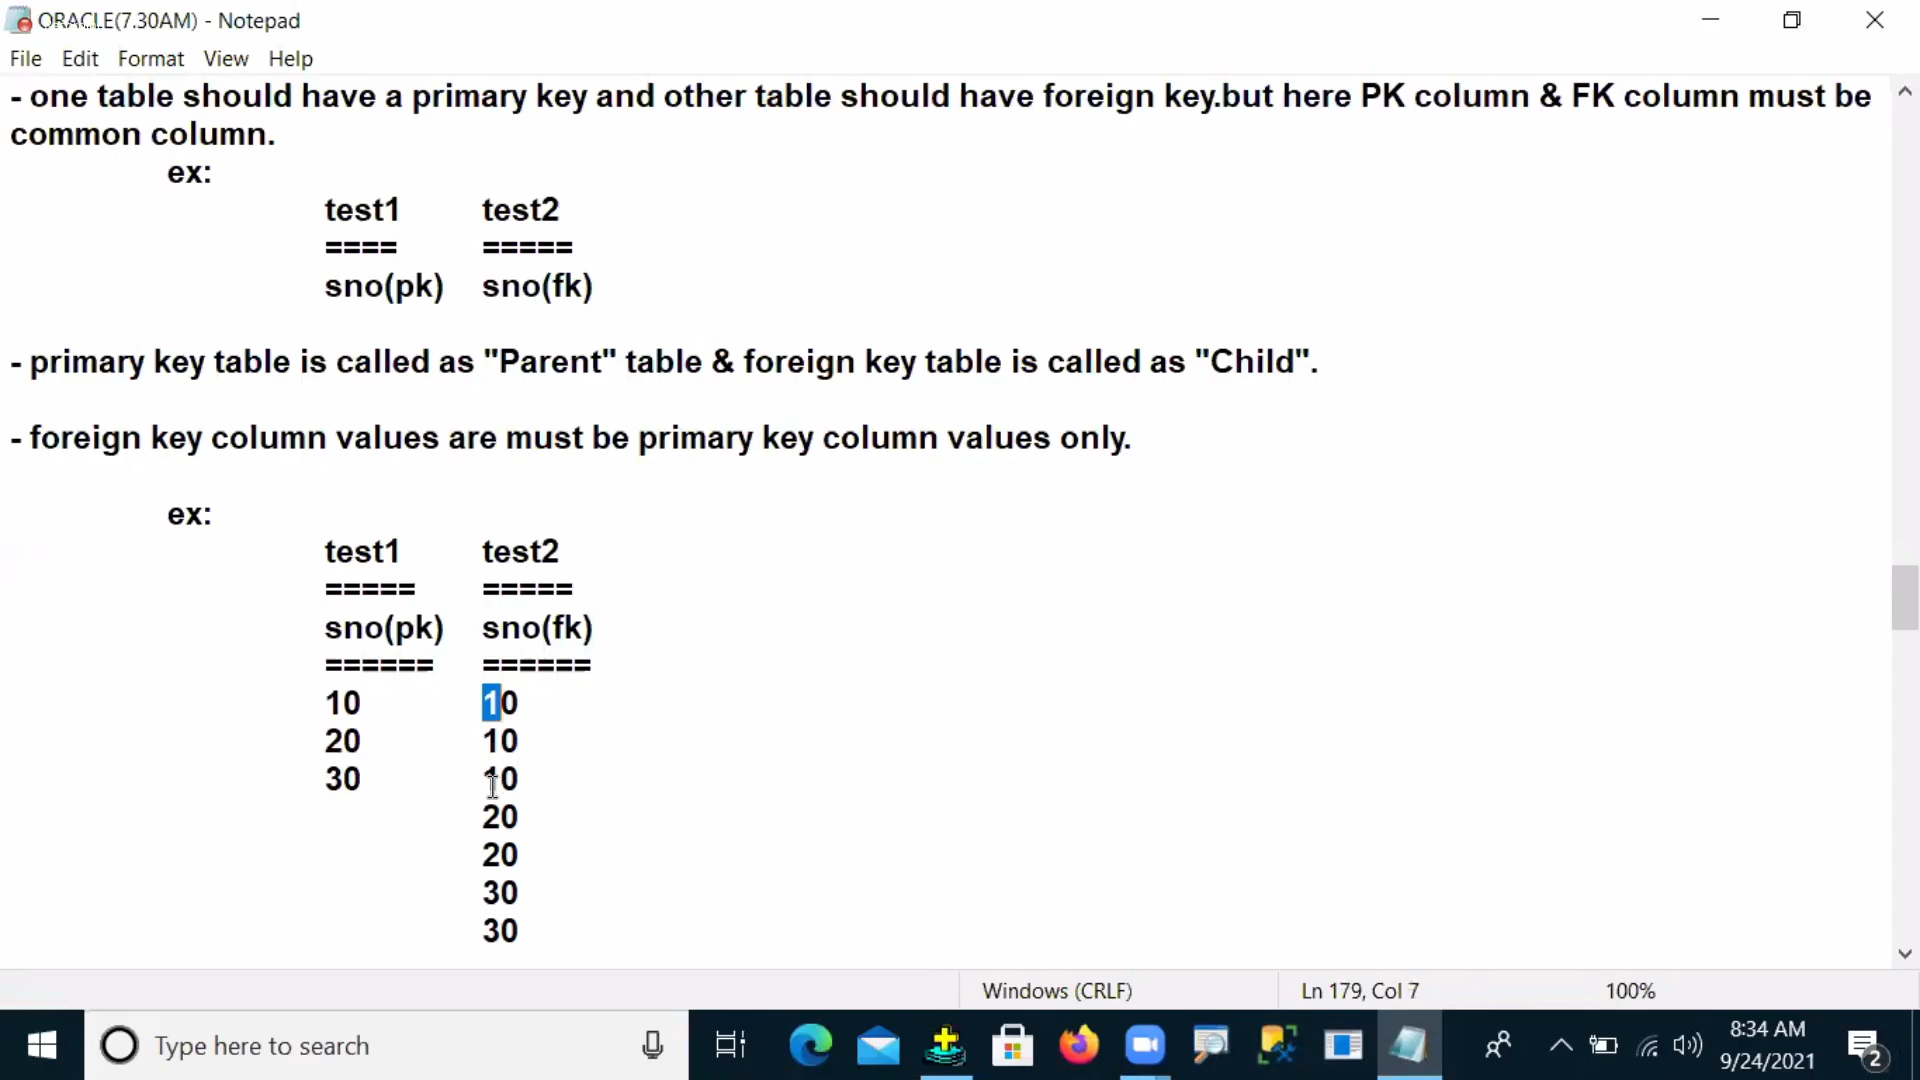 ORACLE(7.30AM) - Notepad
File Edit Format View Help
- one table should have a primary key and other table should have foreign key.but here PK column & FK column must be
common column.
ex:
test1 test2
==== =====
sno(pk) sno(fk)
- primary key table is called as "Parent" table & foreign key table is called as "Child".
- foreign key column values are must be primary key column values only.
ex:
test1 test2
===== =====
sno(pk) sno(fk)
====== ======
10 10
20 10
30 10
20
20
30
30
Windows (CRLF) Ln 179, Col 7 100%
Type here to search
8:34 AM
9/24/2021
2